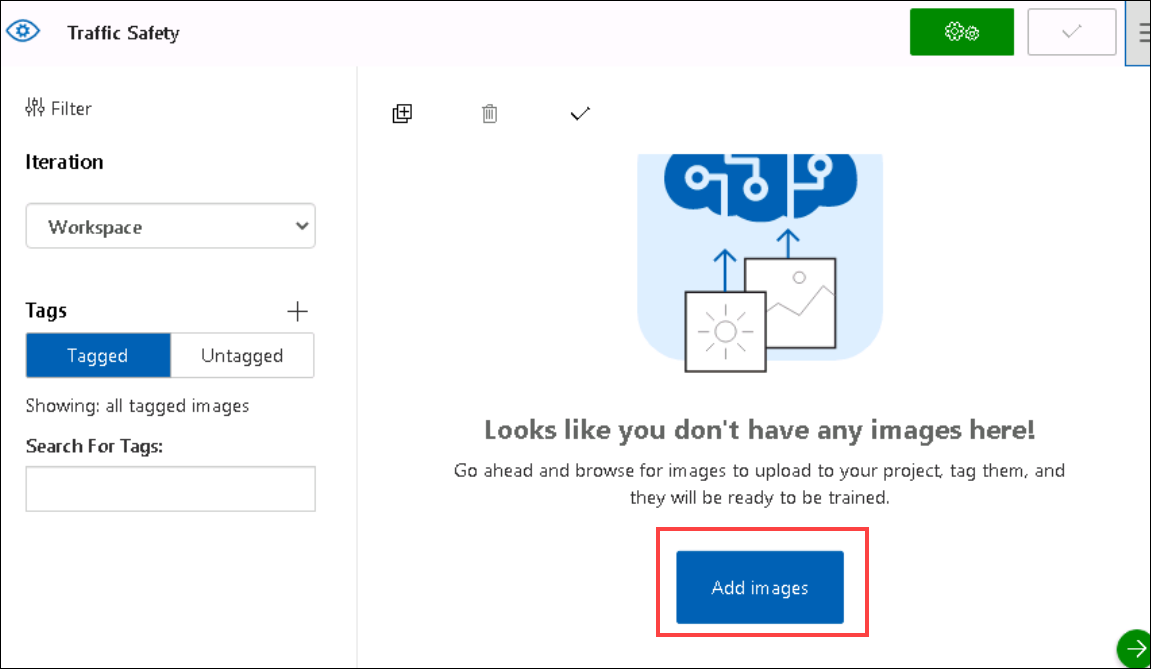 Traffic Safety
Filter
Iteration
Workspace
Tags
Tagged
Untagged
Showing: all tagged images
Search For Tags:
Looks like you don't have any images here!
Go ahead and browse for images to upload to your project, tag them, and
they will be ready to be trained.
Add images